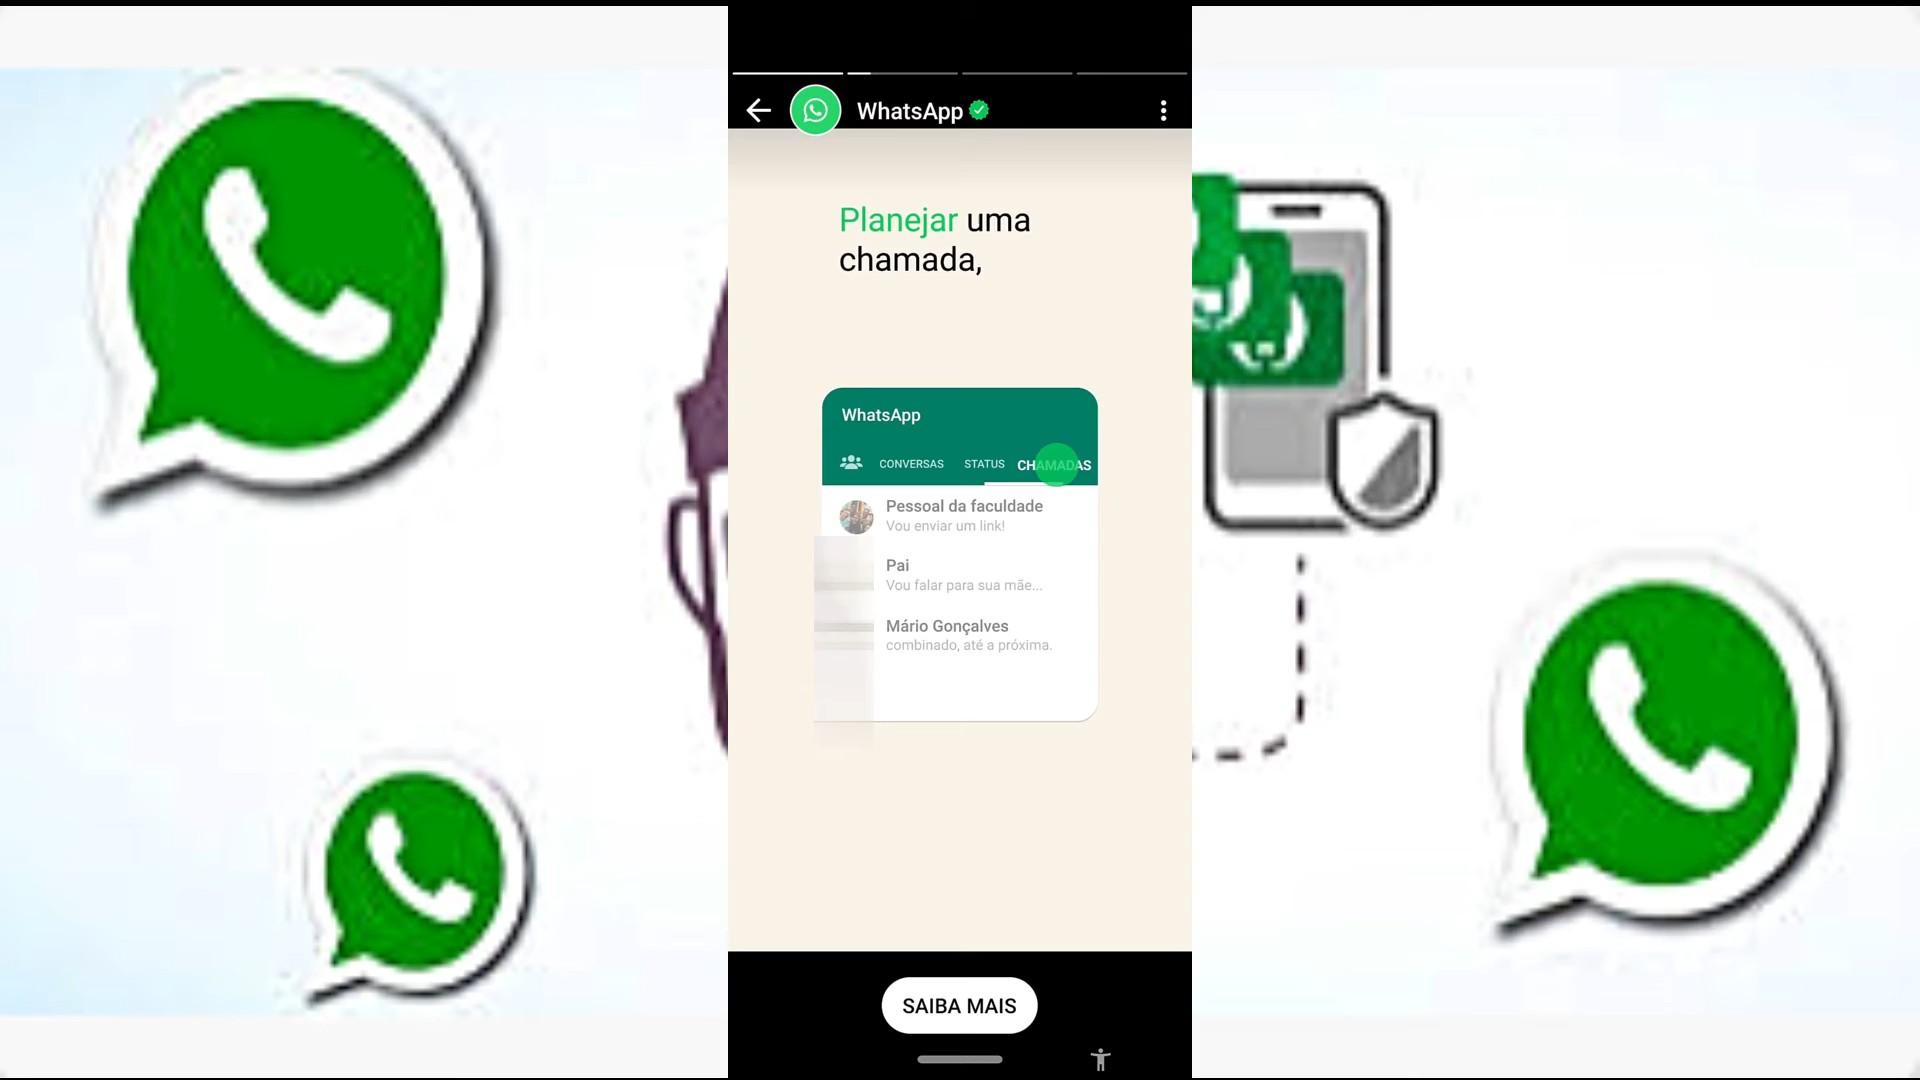 WhatsApp
Planejar uma
chamada,
WhatsApp
CONVERSAS STATUS CHAMADAS
Pessoal da faculdade
Vou enviar um link!
Pai
Vou falar para sua mãe...
Mário Gonçalves
combinado, até a próxima.
SAIBA MAIS